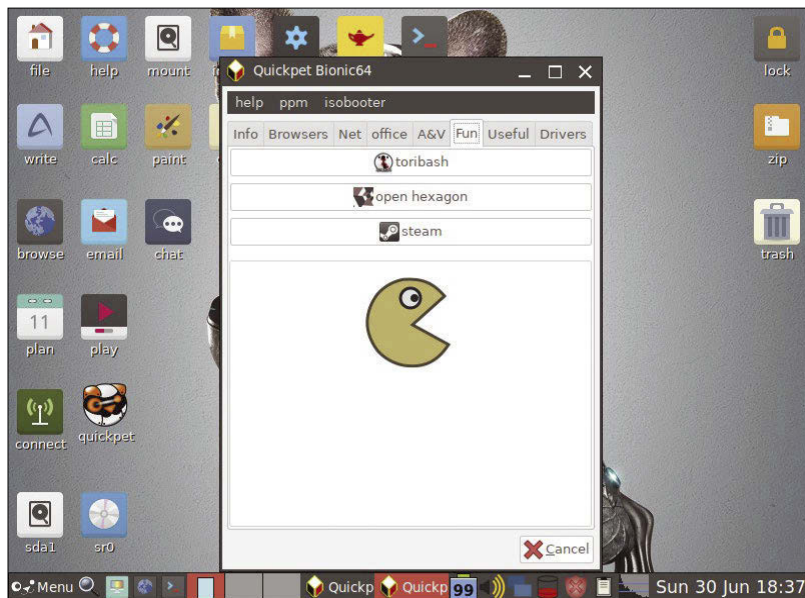 file
help
mount
lock
Quickpet Bionic64
help ppm isobooter
Info Browsers Net office A&V Fun Useful Drivers
toribash
open hexagon
steam
write
calc
paint
zip
browse
email
chat
trash
11
plan
play
connect
quickpet
sda1
sr0
Cancel
Menu
Quickp
Quickp
99
Sun 30 Jun 18:37